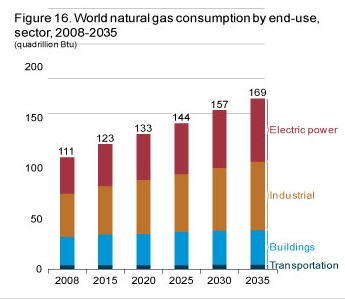 Figure 16. World natural gas consumption by end-use,
sector, 2008-2035
(quadrillion Btu)
200
169
157
144
150
133
123
111
Electric power
100
Industrial
50
Buildings
Transportation
0
2008 2015 2020 2025 2030 2035